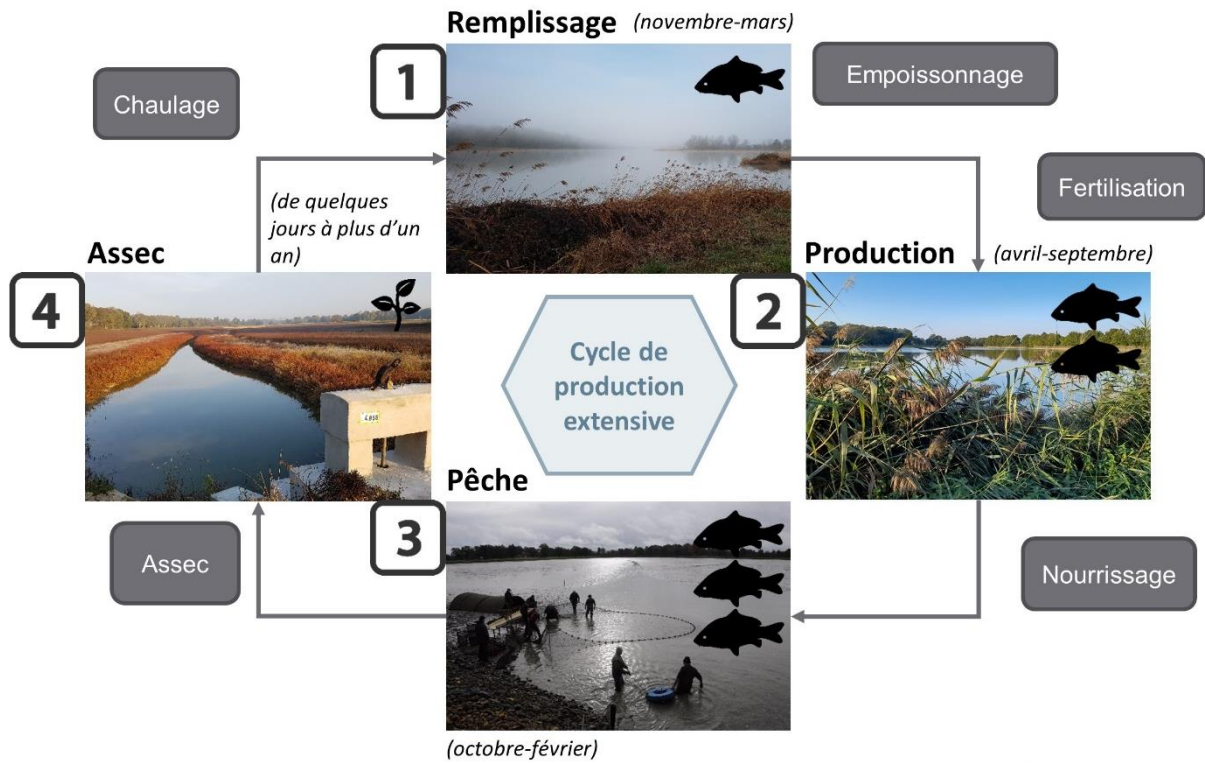 Remplissage (novembre-mars)
1
Chaulage
Empoissonnage
Fertilisation
(de quelques
jours à plus d'un
an)
Assec
4
Production (avril-septembre)
2
Cycle de
production
extensive
Pêche
3
Assec
Nourrissage
(octobre-février)